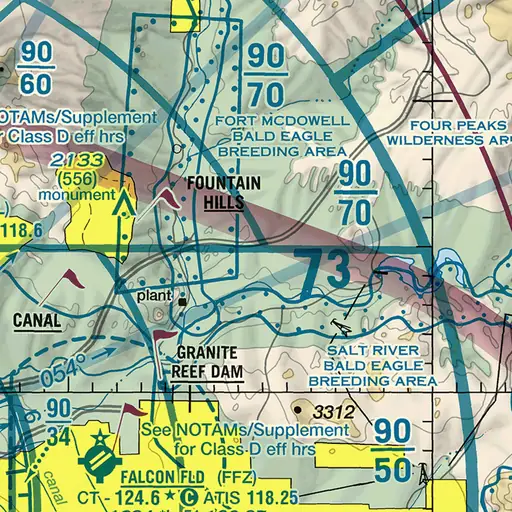 90
60
90
70
NOTAMs/Supplement
r Class D eff hrs
FORT MCDOWELL
BALD EAGLE
BREEDING AREA
FOUR PEAKS
WILDERNESS AR
2133
(556)
monument
FOUNTAIN
HILLS
90
70
118.6
73
plant
CANAL
GRANITE
REEF DAM
SALT RIVER
BALD EAGLE
BREEDING AREA
054°
90
34
3312
See NOTAMs/Supplement
for Class D eff hrs
90
50
canal
FALCON FLD (FFZ)
CT - 124.6 * C ATIS 118.25